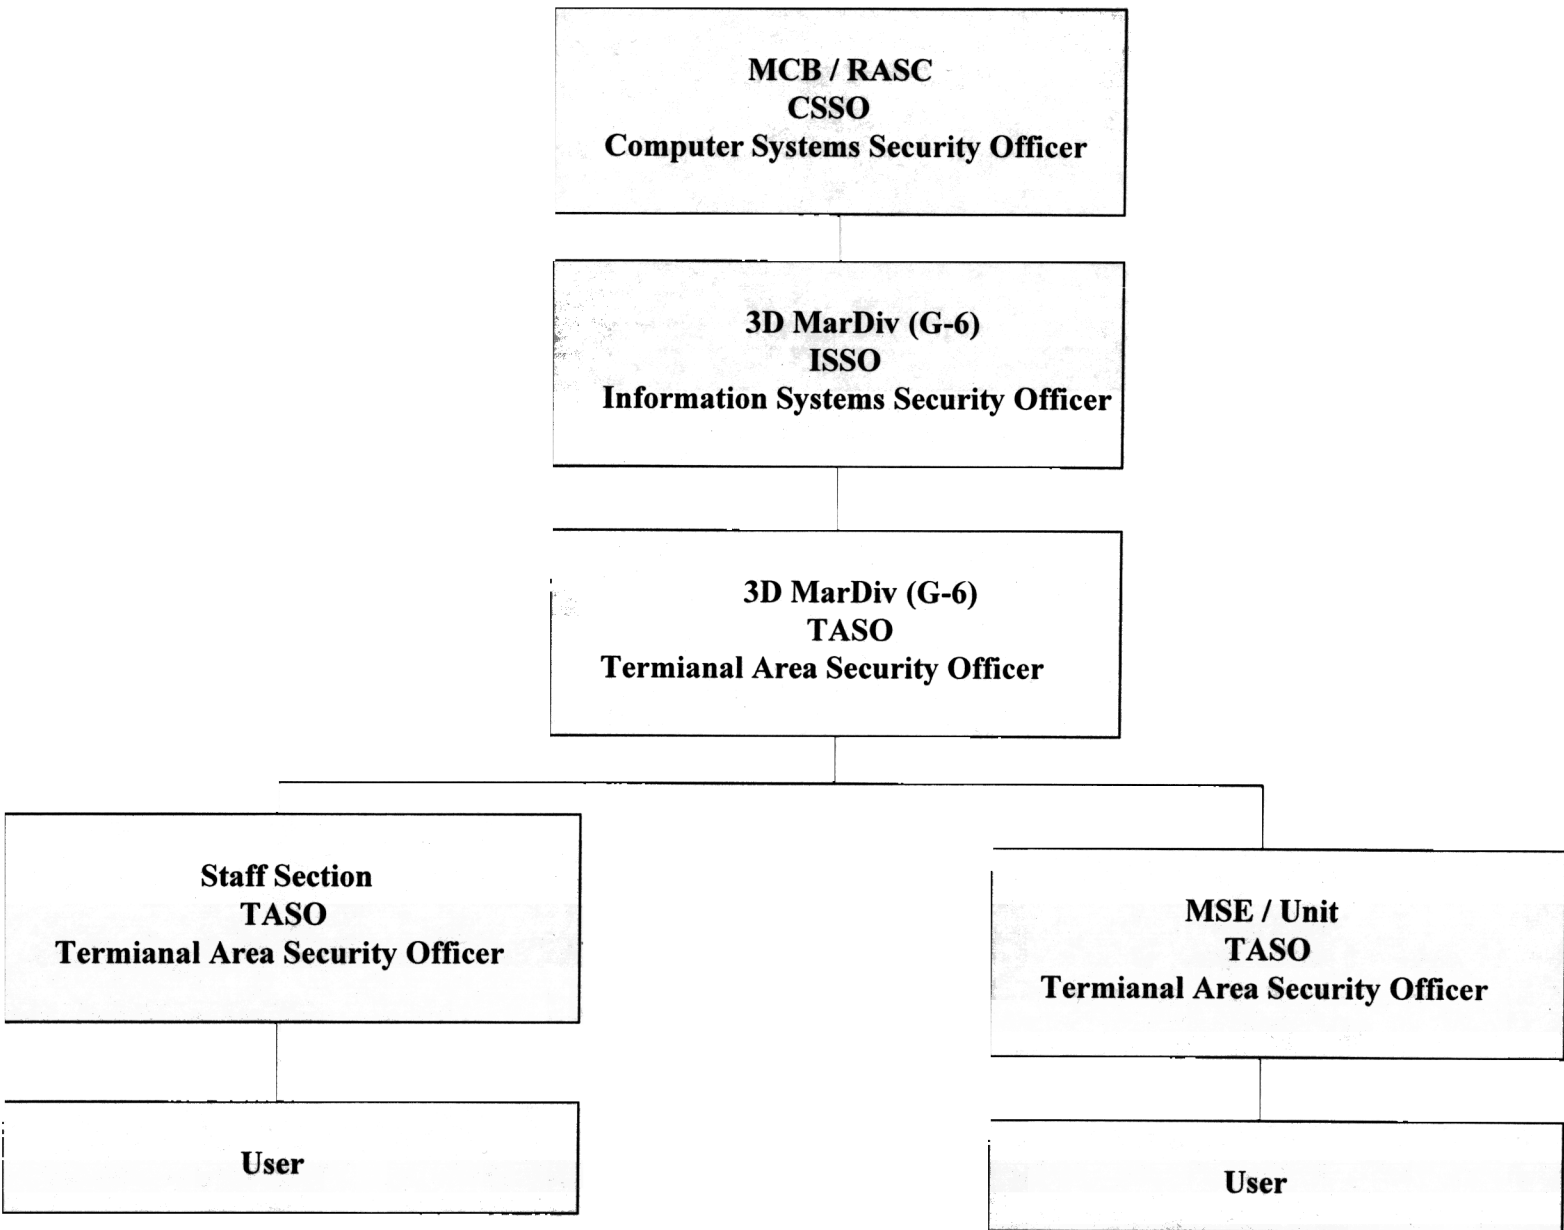 MCB / RASC
CSSO
Computer Systems Security Officer
3D MarDiv (G-6)
ISSO
Information Systems Security Officer
3D MarDiv (G-6)
TASO
Termianal Area Security Officer
Staff Section
TASO
Termianal Area Security Officer
MSE / Unit
TASO
Termianal Area Security Officer
User
User